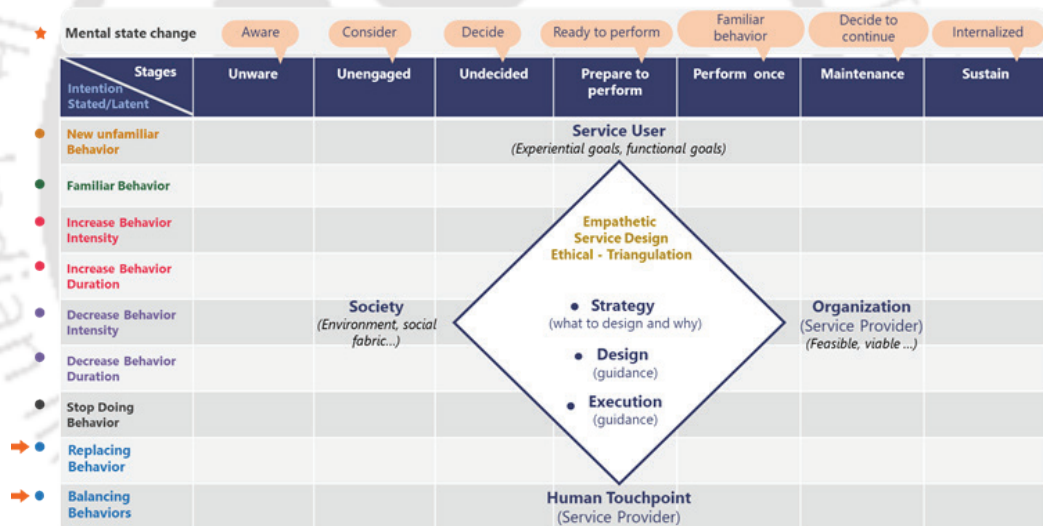 Mental state change
Aware
Consider
Decide
Ready to perform
Familiar
behavior
Decide to
continue
Internalized
Stages
Intention
Stated/Latent
Unware
Unengaged
Undecided
Prepare to
perform
Perform once
Maintenance
Sustain
New unfamiliar
Behavior
Service User
(Experiential goals, functional goals)
Familiar Behavior
Increase Behavior
Intensity
Empathetic
Service Design
Ethical - Triangulation
Increase Behavior
Duration
Decrease Behavior
Intensity
Society
(Environment, social
fabric...)
• Strategy
(what to design and why)
Organization
(Service Provider)
(Feasible, viable ...)
Decrease Behavior
Duration
• Design
(guidance)
Stop Doing
Behavior
• Execution
(guidance)
Replacing
Behavior
Balancing
Behaviors
Human Touchpoint
(Service Provider)